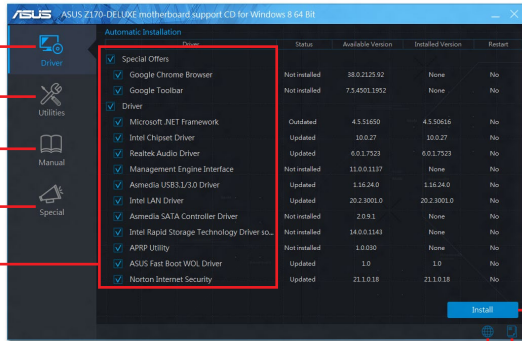 ASUS ASUS Z170-DELUXE motherboard support CD for Windows 8 64 Bit
Automatic Installation
Driver Status Available Version Installed Version Restart
Special Offers
Google Chrome Browser Not installed 38.0.2125.92 None No
Google Toolbar Not installed 7.5.4501.1952 None No
Driver
Microsoft .NET Framework Outdated 4.5.51650 4.5.50616 No
Intel Chipset Driver Updated 10.0.27 10.0.27 No
Realtek Audio Driver Updated 6.0.1.7523 6.0.1.7523 No
Management Engine Interface Not installed 11.0.0.1137 None No
Asmedia USB3.1/3.0 Driver Updated 1.16.24.0 1.16.24.0 No
Intel LAN Driver Updated 20.2.3001.0 20.2.3001.0 No
Asmedia SATA Controller Driver Not installed 2.0.9.1 None No
Intel Rapid Storage Technology Driver so... Not installed 14.0.0.1143 None No
APRP Utility Not installed 1.0.030 None No
ASUS Fast Boot WOL Driver Updated 1.0 1.0 No
Norton Internet Security Updated 21.1.0.18 21.1.0.18 No
Driver
Utilities
Manual
Special
Install